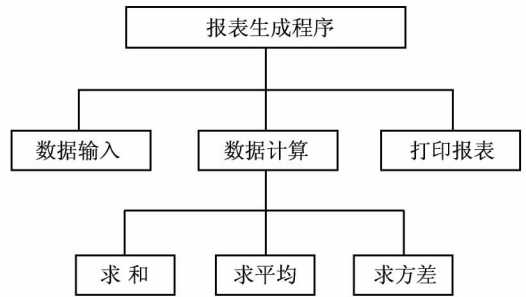 报表生成程序
数据输入
数据计算
打印报表
求 和
求平均
求方差